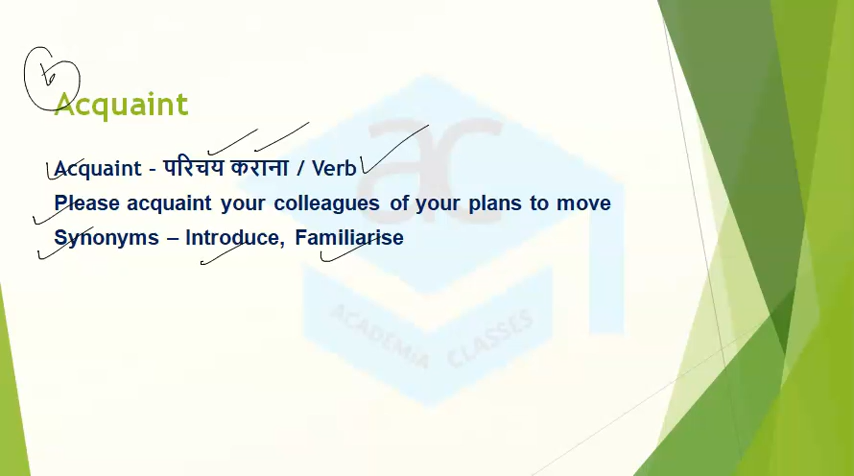 Acquaint
Acquaint - परिचय कराना / Verb
Please acquaint your colleagues of your plans to move
Synonyms – Introduce, Familiarise
ac
ACADEMIA CLASSES